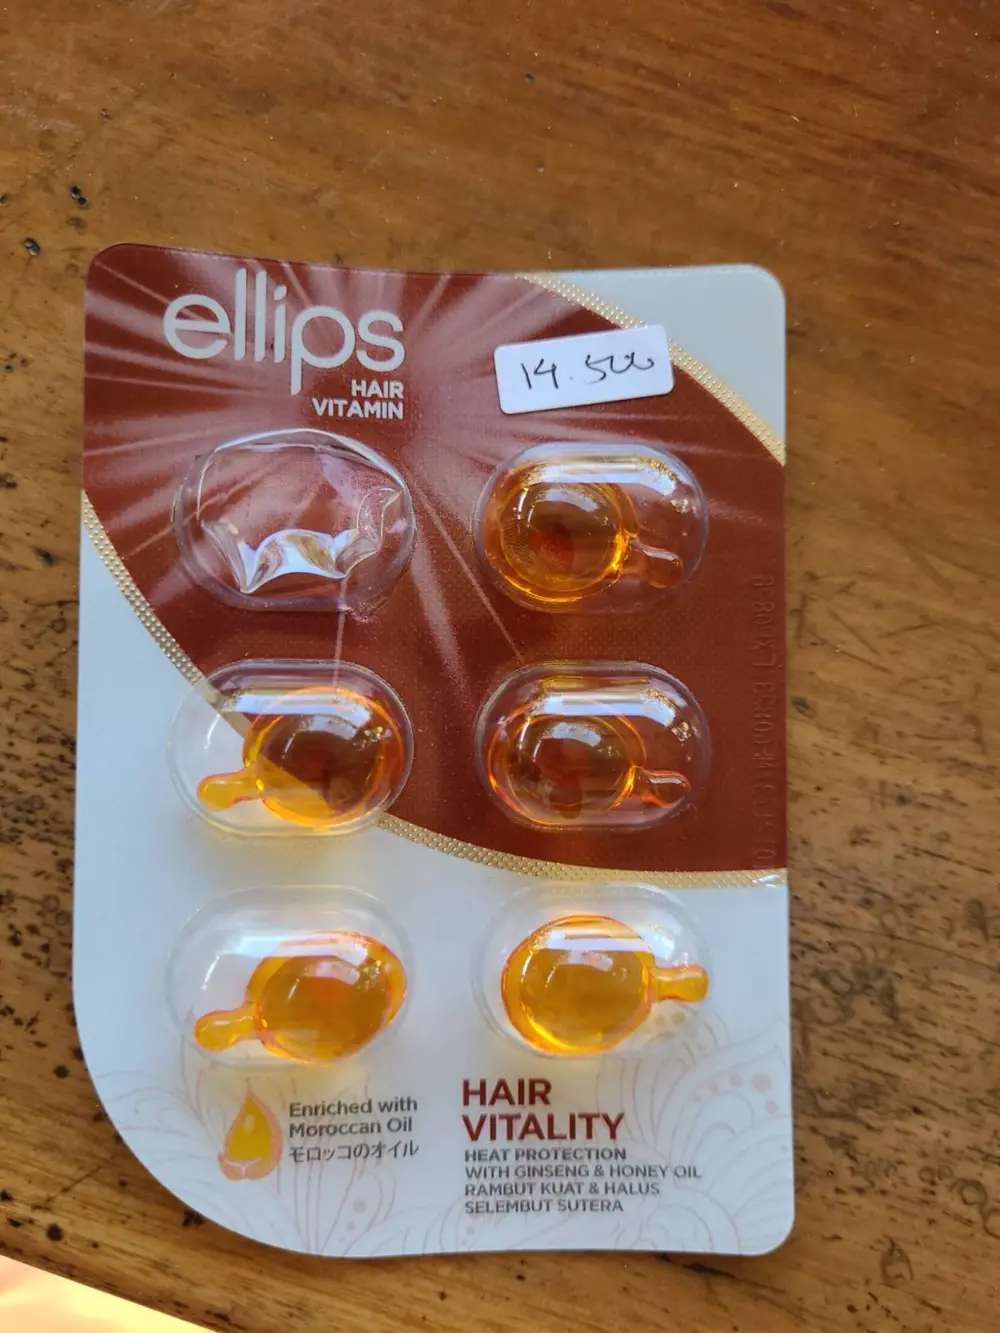 ellips
HAIR
VITAMIN
14.500
Enriched with
Moroccan Oil
モロッコのオイル
HAIR
VITALITY
HEAT PROTECTION
WITH GINSENG & HONEY OIL
RAMBUT KUAT & HALUS
SELEMBUT SUTERA